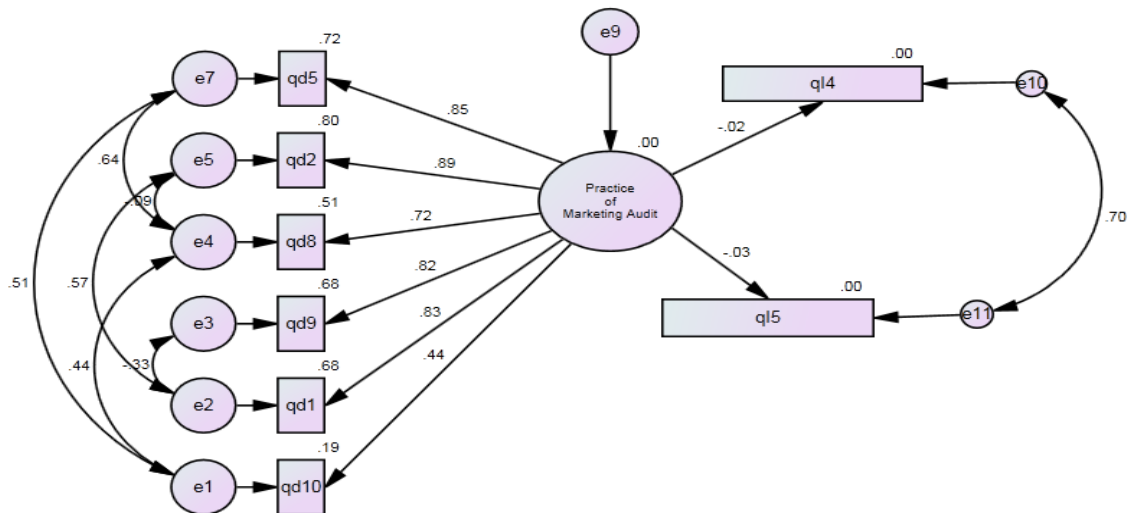 e9
.72
.00
e7
qd5
ql4
e10
.85
-.02
.80
.00
.64
e5
qd2
.89
Practice
of
Marketing Audit
-.09
.51
.70
e4
qd8
.72
-.03
.51
.57
.68
.82
.00
e3
qd9
.83
ql5
e11
.44
-.33
.68
.44
e2
qd1
.19
e1
qd10